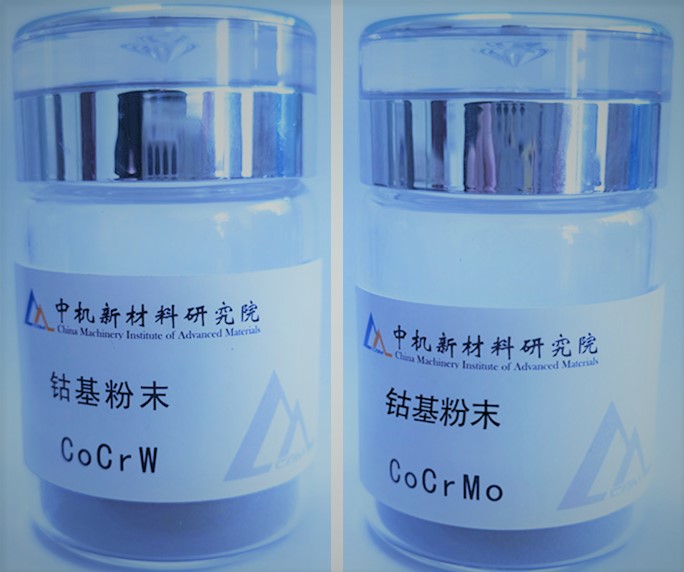 中机新材料研究院
China Machinery Institute of Advanced Materials
钴基粉末
CoCrW
中机新材料研究院
China Machinery Institute of Advanced Materials
钴基粉末
CoCrMo